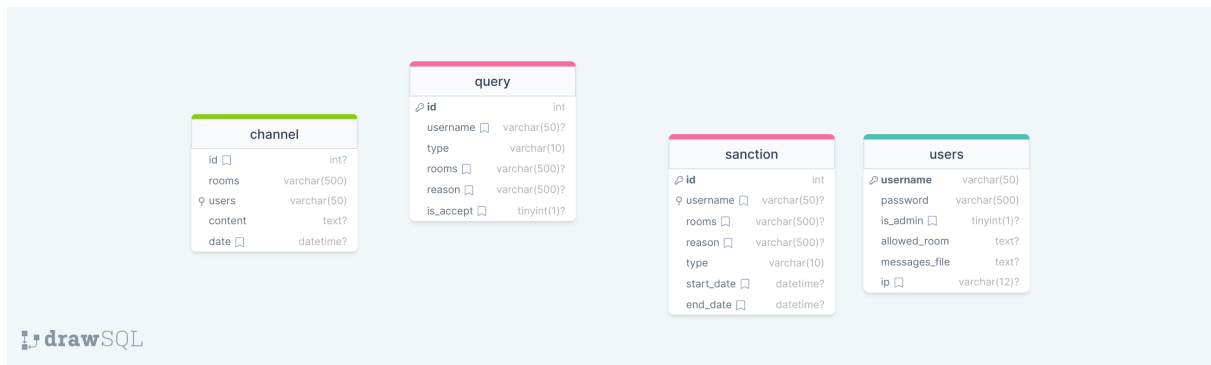 channel
id int?
rooms varchar(500)
users varchar(50)
content text?
date datetime?
query
id int
username varchar(50)?
type varchar(10)
rooms varchar(500)?
reason varchar(500)?
is_accept tinyint(1)?
sanction
id int
username varchar(50)?
rooms varchar(500)?
reason varchar(500)?
type varchar(10)
start_date datetime?
end_date datetime?
users
username varchar(50)
password varchar(500)
is_admin tinyint(1)?
allowed_room text?
messages_file text?
ip varchar(12)?
drawSQL